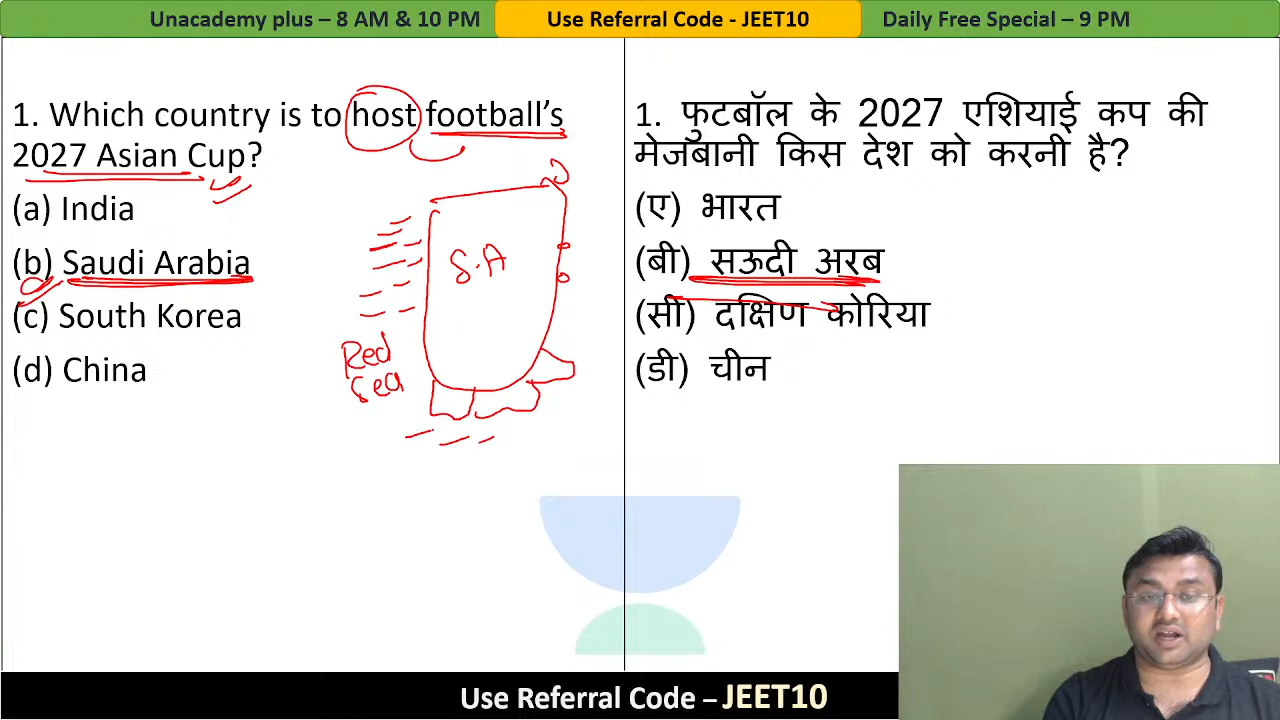 Unacademy plus – 8 AM & 10 PM
Use Referral Code - JEET10
Daily Free Special – 9 PM
1. Which country is to host football’s
2027 Asian Cup?
(a) India
(b) Saudi Arabia
(c) South Korea
(d) China
S.A
Red
Sea
1. फुटबॉल के 2027 एशियाई कप की
मेजबानी किस देश को करनी है?
(ए) भारत
(बी) सऊदी अरब
(सी) दक्षिण कोरिया
(डी) चीन
Use Referral Code – JEET10